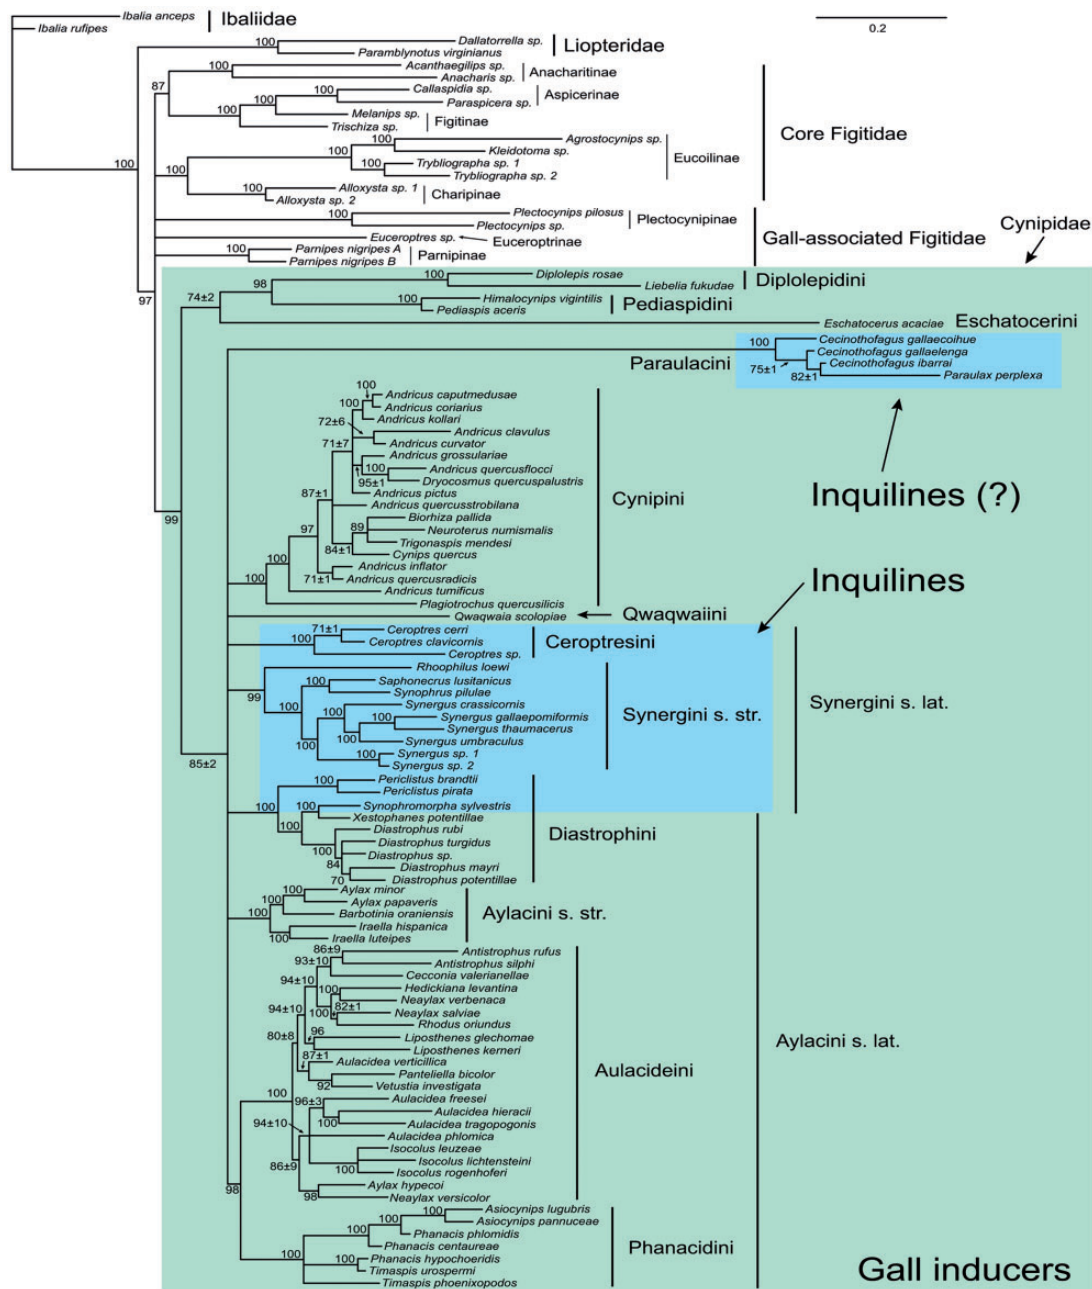 Ibalia anceps
Ibalia rufipes
Ibaliidae
0.2
100
Dallatorrella sp.
Paramblynotus virginianus
Liopteridae
87
100
Acanthaegilips sp.
Anacharis sp.
Anacharitinae
100
100
100
Callaspidia sp.
Paraspicera sp.
Aspicerinae
Melanips sp.
Trischiza sp.
Figitinae
Core Figitidae
100
100
100
Agrostocynips sp.
Kleidotoma sp.
100
Trybliographa sp. 1
Trybliographa sp. 2
Eucoilinae
100
Alloxysta sp. 1
Alloxysta sp. 2
Charipinae
100
Plectocynips pilosus
Plectocynips sp.
Plectocynipinae
Euceroptres sp.
Euceroptrinae
100
Parnipes nigripes A
Parnipes nigripes B
Parnipinae
Gall-associated Figitidae
Cynipidae
97
74±2
98
100
Diplolepis rosae
Liebelia fukudae
Diplolepidini
100
Himalocynips vigintilis
Pediaspis aceris
Pediaspidini
Eschatocerus acaciae
Eschatocerini
Paraulacini
100
Cecinothofagus gallaecoihue
75±1
Cecinothofagus gallaelenga
82±1
Cecinothofagus ibarrai
Paraulax perplexa
Inquilines (?)
99
100
Andricus caputmedusae
100
Andricus coriarius
Andricus kollari
72±6
Andricus clavulus
Andricus curvator
71±7
Andricus grossulariae
100
Andricus quercusflocci
95±1
Dryocosmus quercuspalustris
Andricus pictus
87±1
Andricus quercusstrobilana
Biorhiza pallida
89
Neuroterus numismalis
84±1
Trigonaspis mendesi
Cynips quercus
97
Andricus inflator
71±1
Andricus quercusradicis
100
Andricus tumificus
100
Plagiotrochus quercusilicis
Cynipini
Qwaqwaia scolopiae
Qwaqwaiini
Inquilines
71±1
Ceroptres cerri
100
Ceroptres clavicornis
Ceroptres sp.
Ceroptresini
Rhoophilus loewi
99
100
Saphonecrus lusitanicus
100
Synophrus pilulae
Synergus crassicornis
100
100
Synergus gallaepomiformis
Synergus thaumacerus
100
Synergus umbraculus
100
100
Synergus sp. 1
Synergus sp. 2
Synergini s. str.
Synergini s. lat.
85±2
100
Periclistus brandtii
Periclistus pirata
100
100
Synophromorpha sylvestris
100
Xestophanes potentillae
Diastrophus rubi
100
Diastrophus turgidus
Diastrophus sp.
84
Diastrophus mayri
70
Diastrophus potentillae
Diastrophini
100
Aylax minor
100
Aylax papaveris
100
Barbotinia oraniensis
Iraella hispanica
100
Iraella luteipes
Aylacini s. str.
86±9
Antistrophus rufus
93±10
Antistrophus silphi
Cecconia valerianellae
94±10
Hedickiana levantina
100
Neaylax verbenaca
82±1
94±10
Neaylax salviae
100
Rhodus oriundus
96
Liposthenes glechomae
80±8
Liposthenes kerneri
87±1
Aulacidea verticillica
Panteliella bicolor
92
Vetustia investigata
100
96±3
Aulacidea freesei
Aulacidea hieracii
100
Aulacidea tragopogonis
94±10
Aulacidea phlomica
Isocolus leuzeae
86±9
Isocolus lichtensteini
100
Isocolus rogenhoferi
Aylax hypecoi
98
Neaylax versicolor
Aulacideini
Aylacini s. lat.
98
100
Asiocynips lugubris
100
Asiocynips pannuceae
100
Phanacis phlomidis
100
Phanacis centaureae
Phanacis hypochoeridis
100
Timaspis urospermi
Timaspis phoenixopodos
Phanacidini
Gall inducers